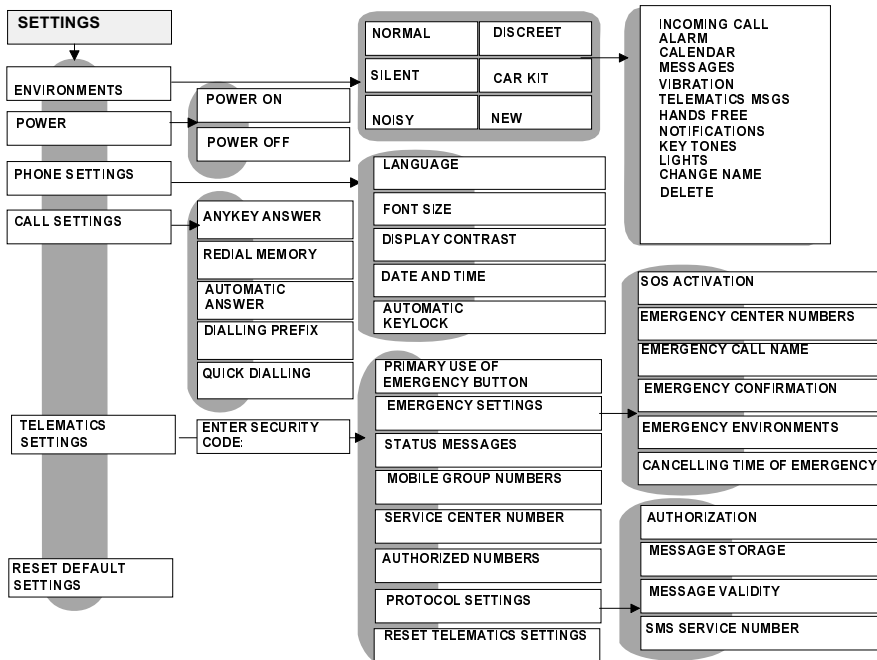 SETTINGS
ENVIRONMENTS
POWER
PHONE SETTINGS
CALL SETTINGS
TELEMATICS
SETTINGS
RESET DEFAULT
SETTINGS
POWER ON
POWER OFF
ANYKEY ANSWER
REDIAL MEMORY
AUTOMATIC
ANSWER
DIALLING PREFIX
QUICK DIALLING
ENTER SECURITY
CODE:
NORMAL
DISCREET
SILENT
CAR KIT
NOISY
NEW
LANGUAGE
FONT SIZE
DISPLAY CONTRAST
DATE AND TIME
AUTOMATIC
KEYLOCK
PRIMARY USE OF
EMERGENCY BUTTON
EMERGENCY SETTINGS
STATUS MESSAGES
MOBILE GROUP NUMBERS
SERVICE CENTER NUMBER
AUTHORIZED NUMBERS
PROTOCOL SETTINGS
RESET TELEMATICS SETTINGS
INCOMING CALL
ALARM
CALENDAR
MESSAGES
VIBRATION
TELEMATICS MSGS
HANDS FREE
NOTIFICATIONS
KEY TONES
LIGHTS
CHANGE NAME
DELETE
SOS ACTIVATION
EMERGENCY CENTER NUMBERS
EMERGENCY CALL NAME
EMERGENCY CONFIRMATION
EMERGENCY ENVIRONMENTS
CANCELLING TIME OF EMERGENCY
AUTHORIZATION
MESSAGE STORAGE
MESSAGE VALIDITY
SMS SERVICE NUMBER